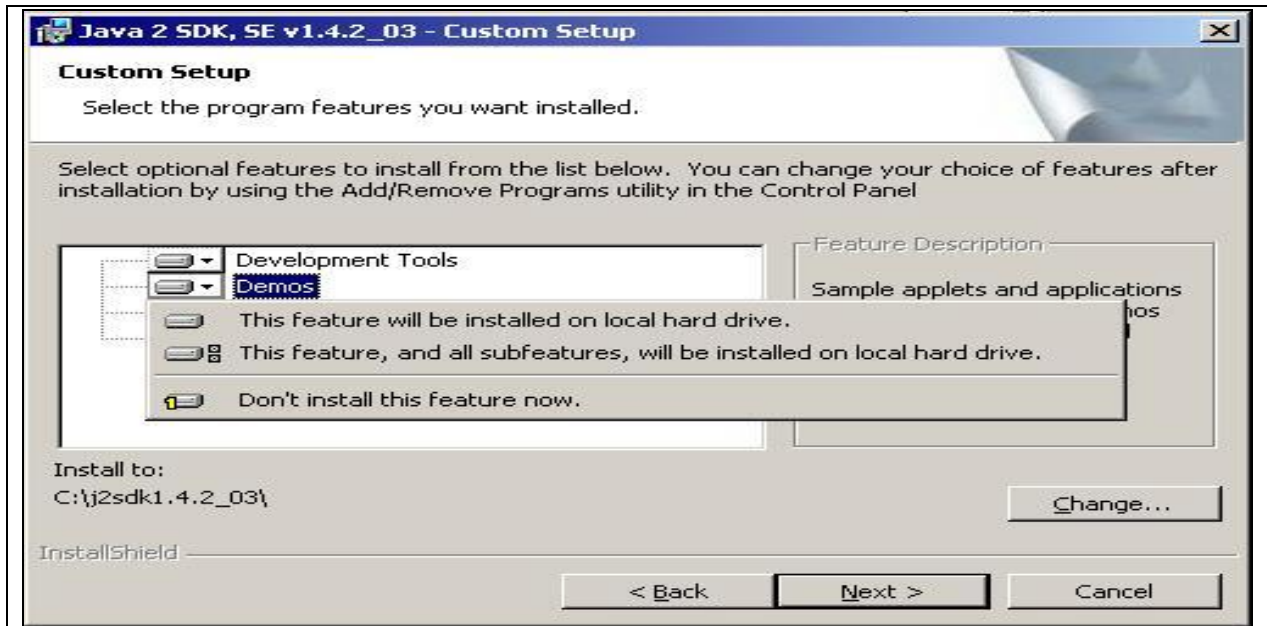 Java 2 SDK, SE v1.4.2_03 - Custom Setup
Custom Setup
Select the program features you want installed.
Select optional features to install from the list below. You can change your choice of features after
installation by using the Add/Remove Programs utility in the Control Panel
Development Tools
Demos
Feature Description
Sample applets and applications
This feature will be installed on local hard drive.
This feature, and all subfeatures, will be installed on local hard drive.
Don't install this feature now.
Install to:
C:\j2sdk1.4.2_03\
Change...
InstallShield
< Back
Next >
Cancel